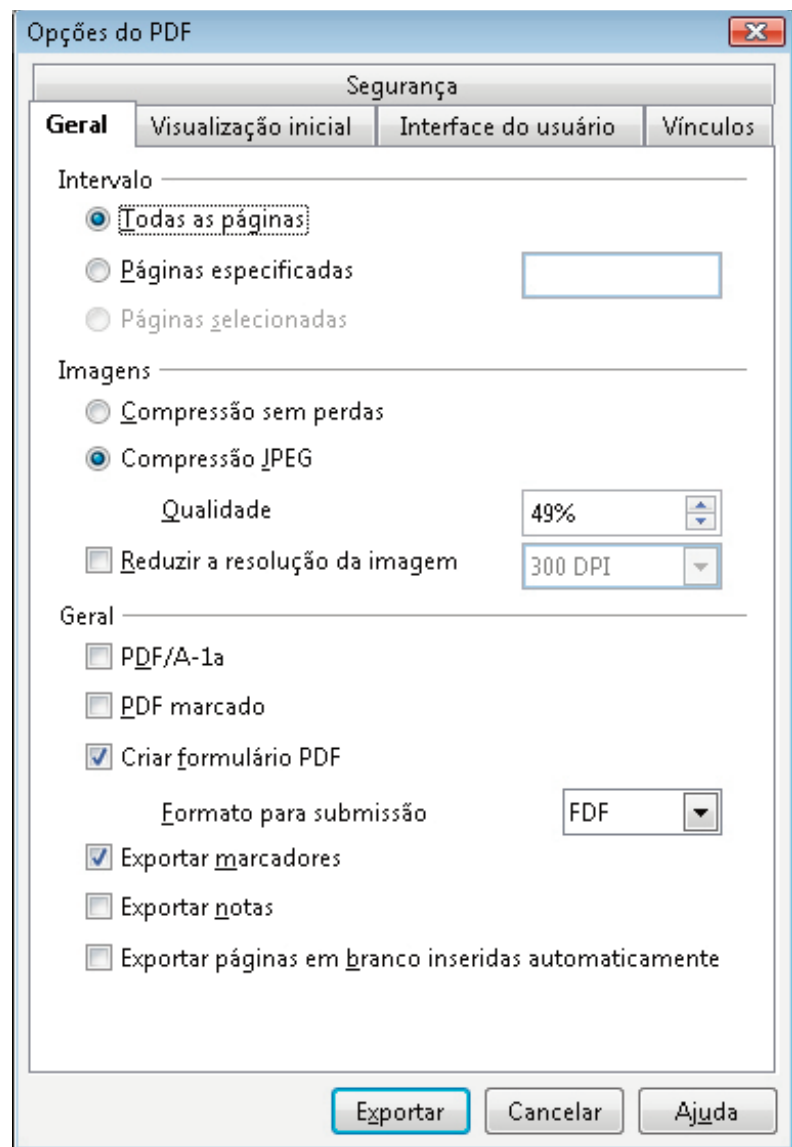 Opções do PDF
Segurança
Geral Visualização inicial Interface do usuário Vínculos
Intervalo
Todas as páginas
Páginas especificadas
Páginas selecionadas
Imagens
Compressão sem perdas
Compressão JPEG
Qualidade 49%
Reduzir a resolução da imagem 300 DPI
Geral
PDF/A-1a
PDF marcado
Criar formulário PDF
Formato para submissão FDF
Exportar marcadores
Exportar notas
Exportar páginas em branco inseridas automaticamente
Exportar Cancelar Ajuda